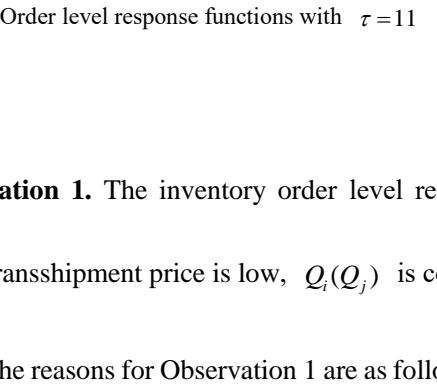 Order level response functions with τ = 11
ation 1. The inventory order level re
ransshipment price is low, Q_i(Q_j) is c
he reasons for Observation 1 are as follo